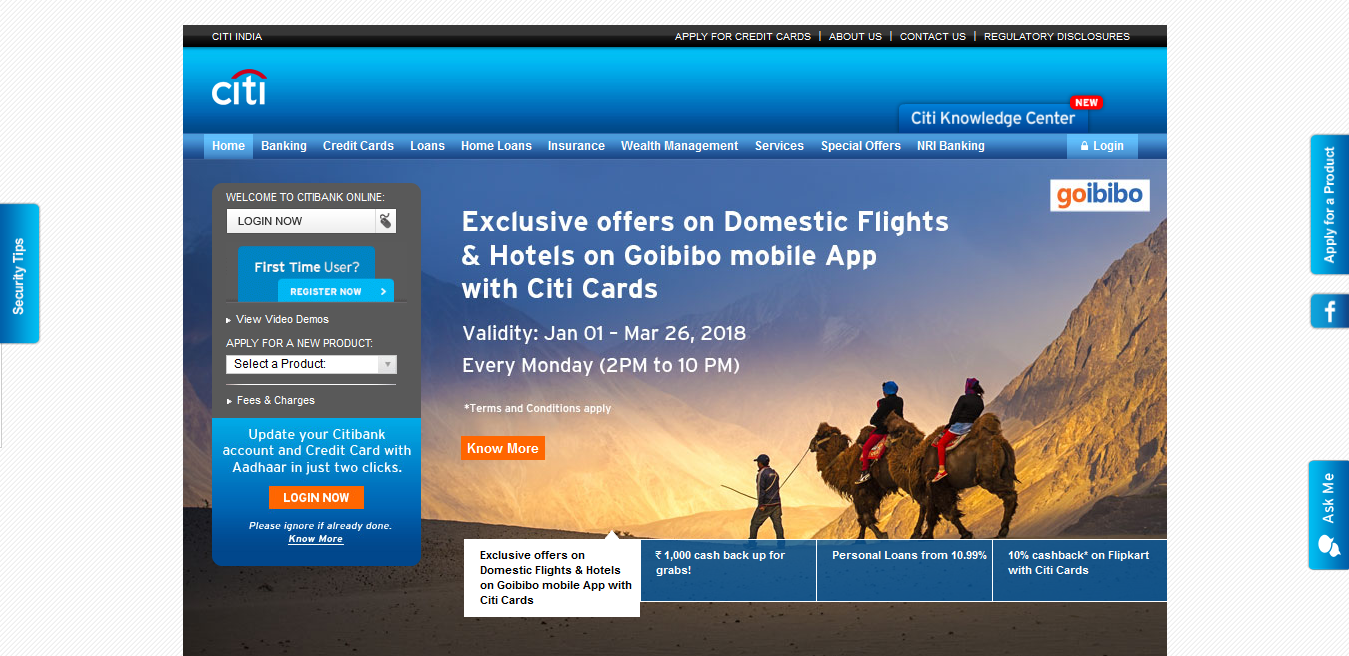 CITI INDIA
APPLY FOR CREDIT CARDS | ABOUT US | CONTACT US | REGULATORY DISCLOSURES
citi
NEW
Citi Knowledge Center
Home Banking Credit Cards Loans Home Loans Insurance Wealth Management Services Special Offers NRI Banking Login
Security Tips
WELCOME TO CITIBANK ONLINE:
LOGIN NOW
First Time User?
REGISTER NOW >
View Video Demos
APPLY FOR A NEW PRODUCT:
Select a Product:
Fees & Charges
Update your Citibank
account and Credit Card with
Aadhaar in just two clicks.
LOGIN NOW
Please ignore if already done.
Know More
goibibo
Exclusive offers on Domestic Flights
& Hotels on Goibibo mobile App
with Citi Cards
Validity: Jan 01 – Mar 26, 2018
Every Monday (2PM to 10 PM)
*Terms and Conditions apply
Know More
Exclusive offers on
Domestic Flights & Hotels
on Goibibo mobile App with
Citi Cards
₹ 1,000 cash back up for
grabs!
Personal Loans from 10.99%
10% cashback* on Flipkart
with Citi Cards
Apply for a Product
f
Ask Me